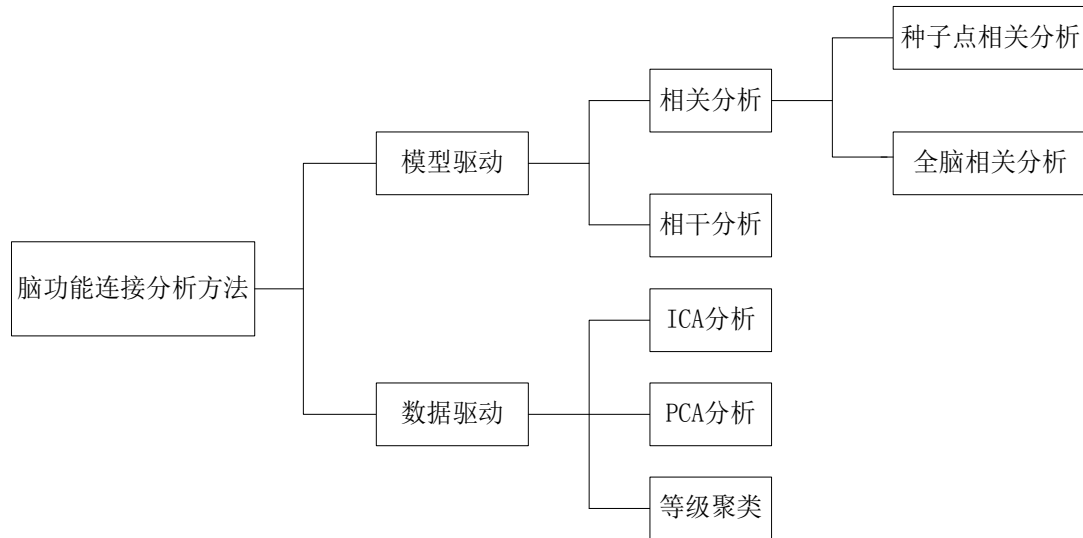 种子点相关分析
相关分析
模型驱动
全脑相关分析
相干分析
脑功能连接分析方法
ICA分析
数据驱动
PCA分析
等级聚类